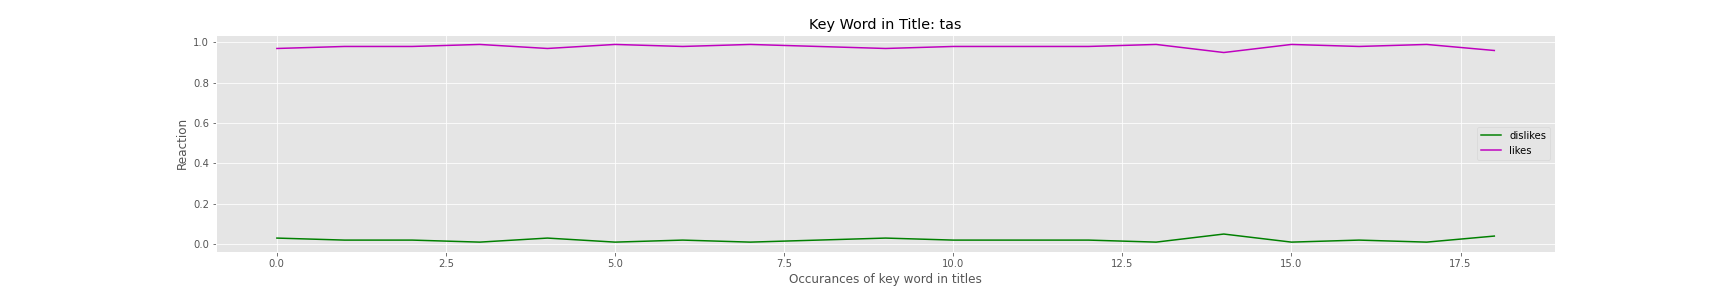 Key Word in Title: tas
1.0
0.8
0.6
0.4
0.2
0.0
Reaction
dislikes
likes
0.0 2.5 5.0 7.5 10.0 12.5 15.0 17.5
Occurances of key word in titles